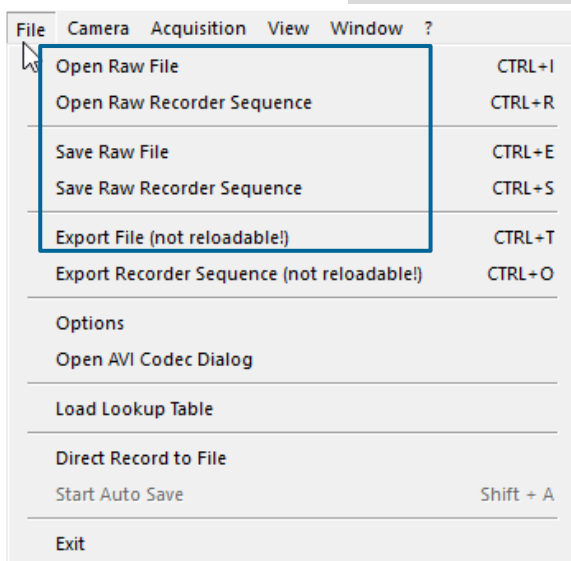 File Camera Acquisition View Window ?
Open Raw File CTRL+I
Open Raw Recorder Sequence CTRL+R
Save Raw File CTRL+E
Save Raw Recorder Sequence CTRL+S
Export File (not reloadable!) CTRL+T
Export Recorder Sequence (not reloadable!) CTRL+O
Options
Open AVI Codec Dialog
Load Lookup Table
Direct Record to File
Start Auto Save Shift + A
Exit